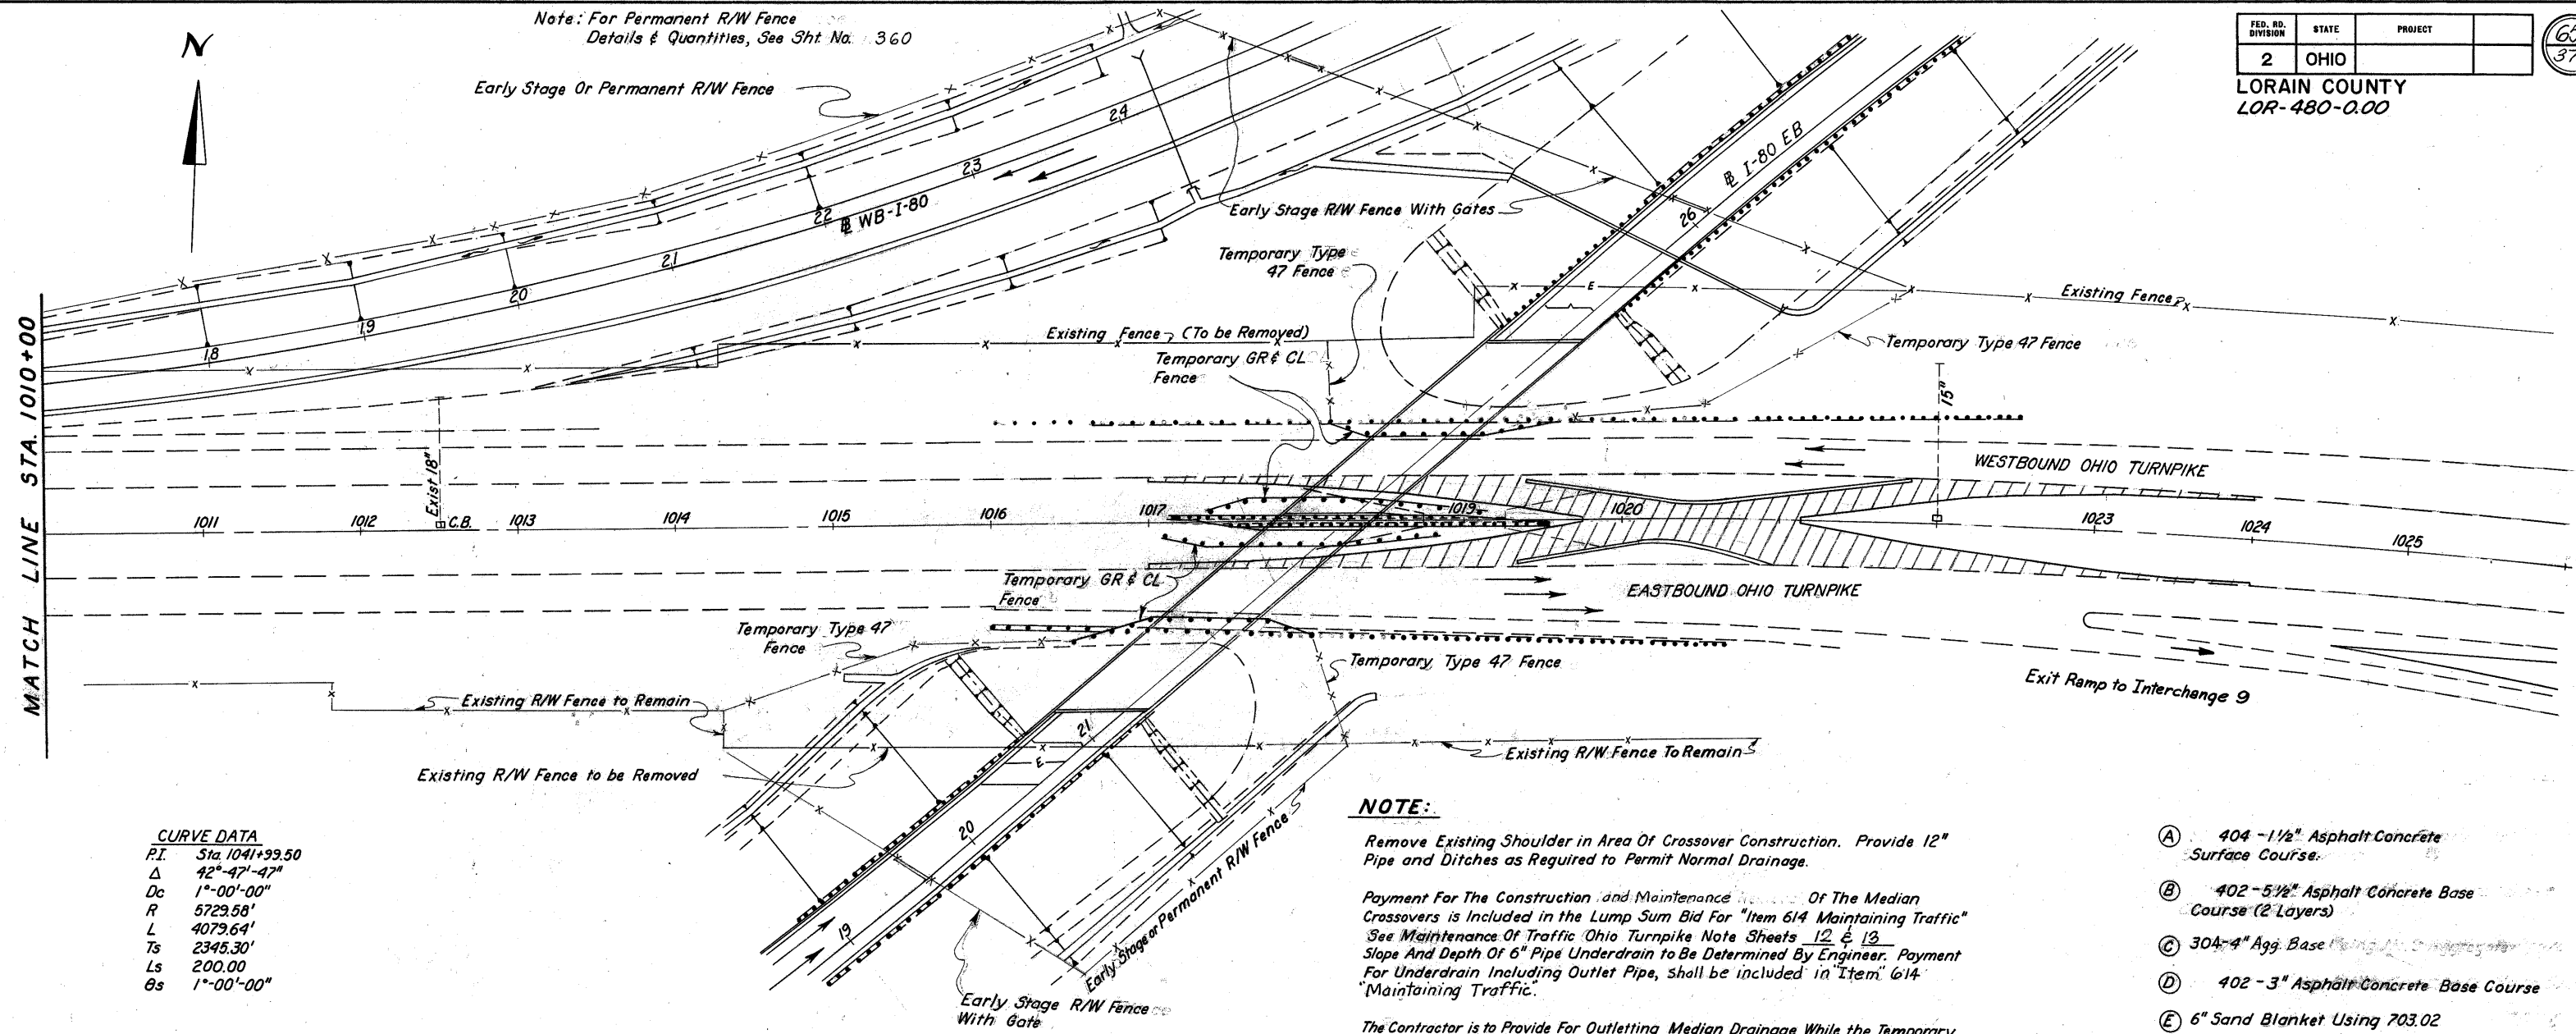 Note: For Permanent R/W Fence
Details & Quantities, See Sht. No. 360
N
Early Stage Or Permanent R/W Fence
FED. RD. DIVISION STATE PROJECT
2 OHIO
LORAIN COUNTY
LOR-480-0.00
24
23
22
℄ WB-I-80
21
20
19
18
℄ I-80 EB
26
Early Stage R/W Fence With Gates
Temporary Type
47 Fence
E
Existing Fence
Existing Fence (To be Removed)
Temporary GR & CL
Fence
Temporary Type 47 Fence
MATCH LINE STA. 1010+00
Exist 18"
15"
WESTBOUND OHIO TURNPIKE
1011
1012
C.B.
1013
1014
1015
1016
1017
1019
1020
1023
1024
1025
Temporary GR & CL
Fence
EASTBOUND OHIO TURNPIKE
Temporary Type 47
Fence
Temporary Type 47 Fence
Exit Ramp to Interchange 9
Existing R/W Fence to Remain
21
E
Existing R/W Fence To Remain
Existing R/W Fence to be Removed
20
19
Early Stage or Permanent R/W Fence
Early Stage R/W Fence
With Gate
CURVE DATA
P.I. Sta. 1041+99.50
Δ 42°-47'-47"
Dc 1°-00'-00"
R 5729.58'
L 4079.64'
Ts 2345.30'
Ls 200.00
θs 1°-00'-00"
NOTE:
Remove Existing Shoulder in Area Of Crossover Construction. Provide 12"
Pipe and Ditches as Required to Permit Normal Drainage.
Payment For The Construction and Maintenance Of The Median
Crossovers is Included in the Lump Sum Bid For "Item 614 Maintaining Traffic"
See Maintenance Of Traffic Ohio Turnpike Note Sheets 12 & 13
Slope And Depth Of 6" Pipe Underdrain to Be Determined By Engineer. Payment
For Underdrain Including Outlet Pipe, shall be included in "Item" 614
"Maintaining Traffic".
The Contractor is to Provide For Outletting Median Drainage While the Temporary
A 404 - 1½" Asphalt Concrete
Surface Course.
B 402 - 5½" Asphalt Concrete Base
Course (2 Layers)
C 304-4" Agg. Base
D 402 - 3" Asphalt Concrete Base Course
E 6" Sand Blanket Using 703.02